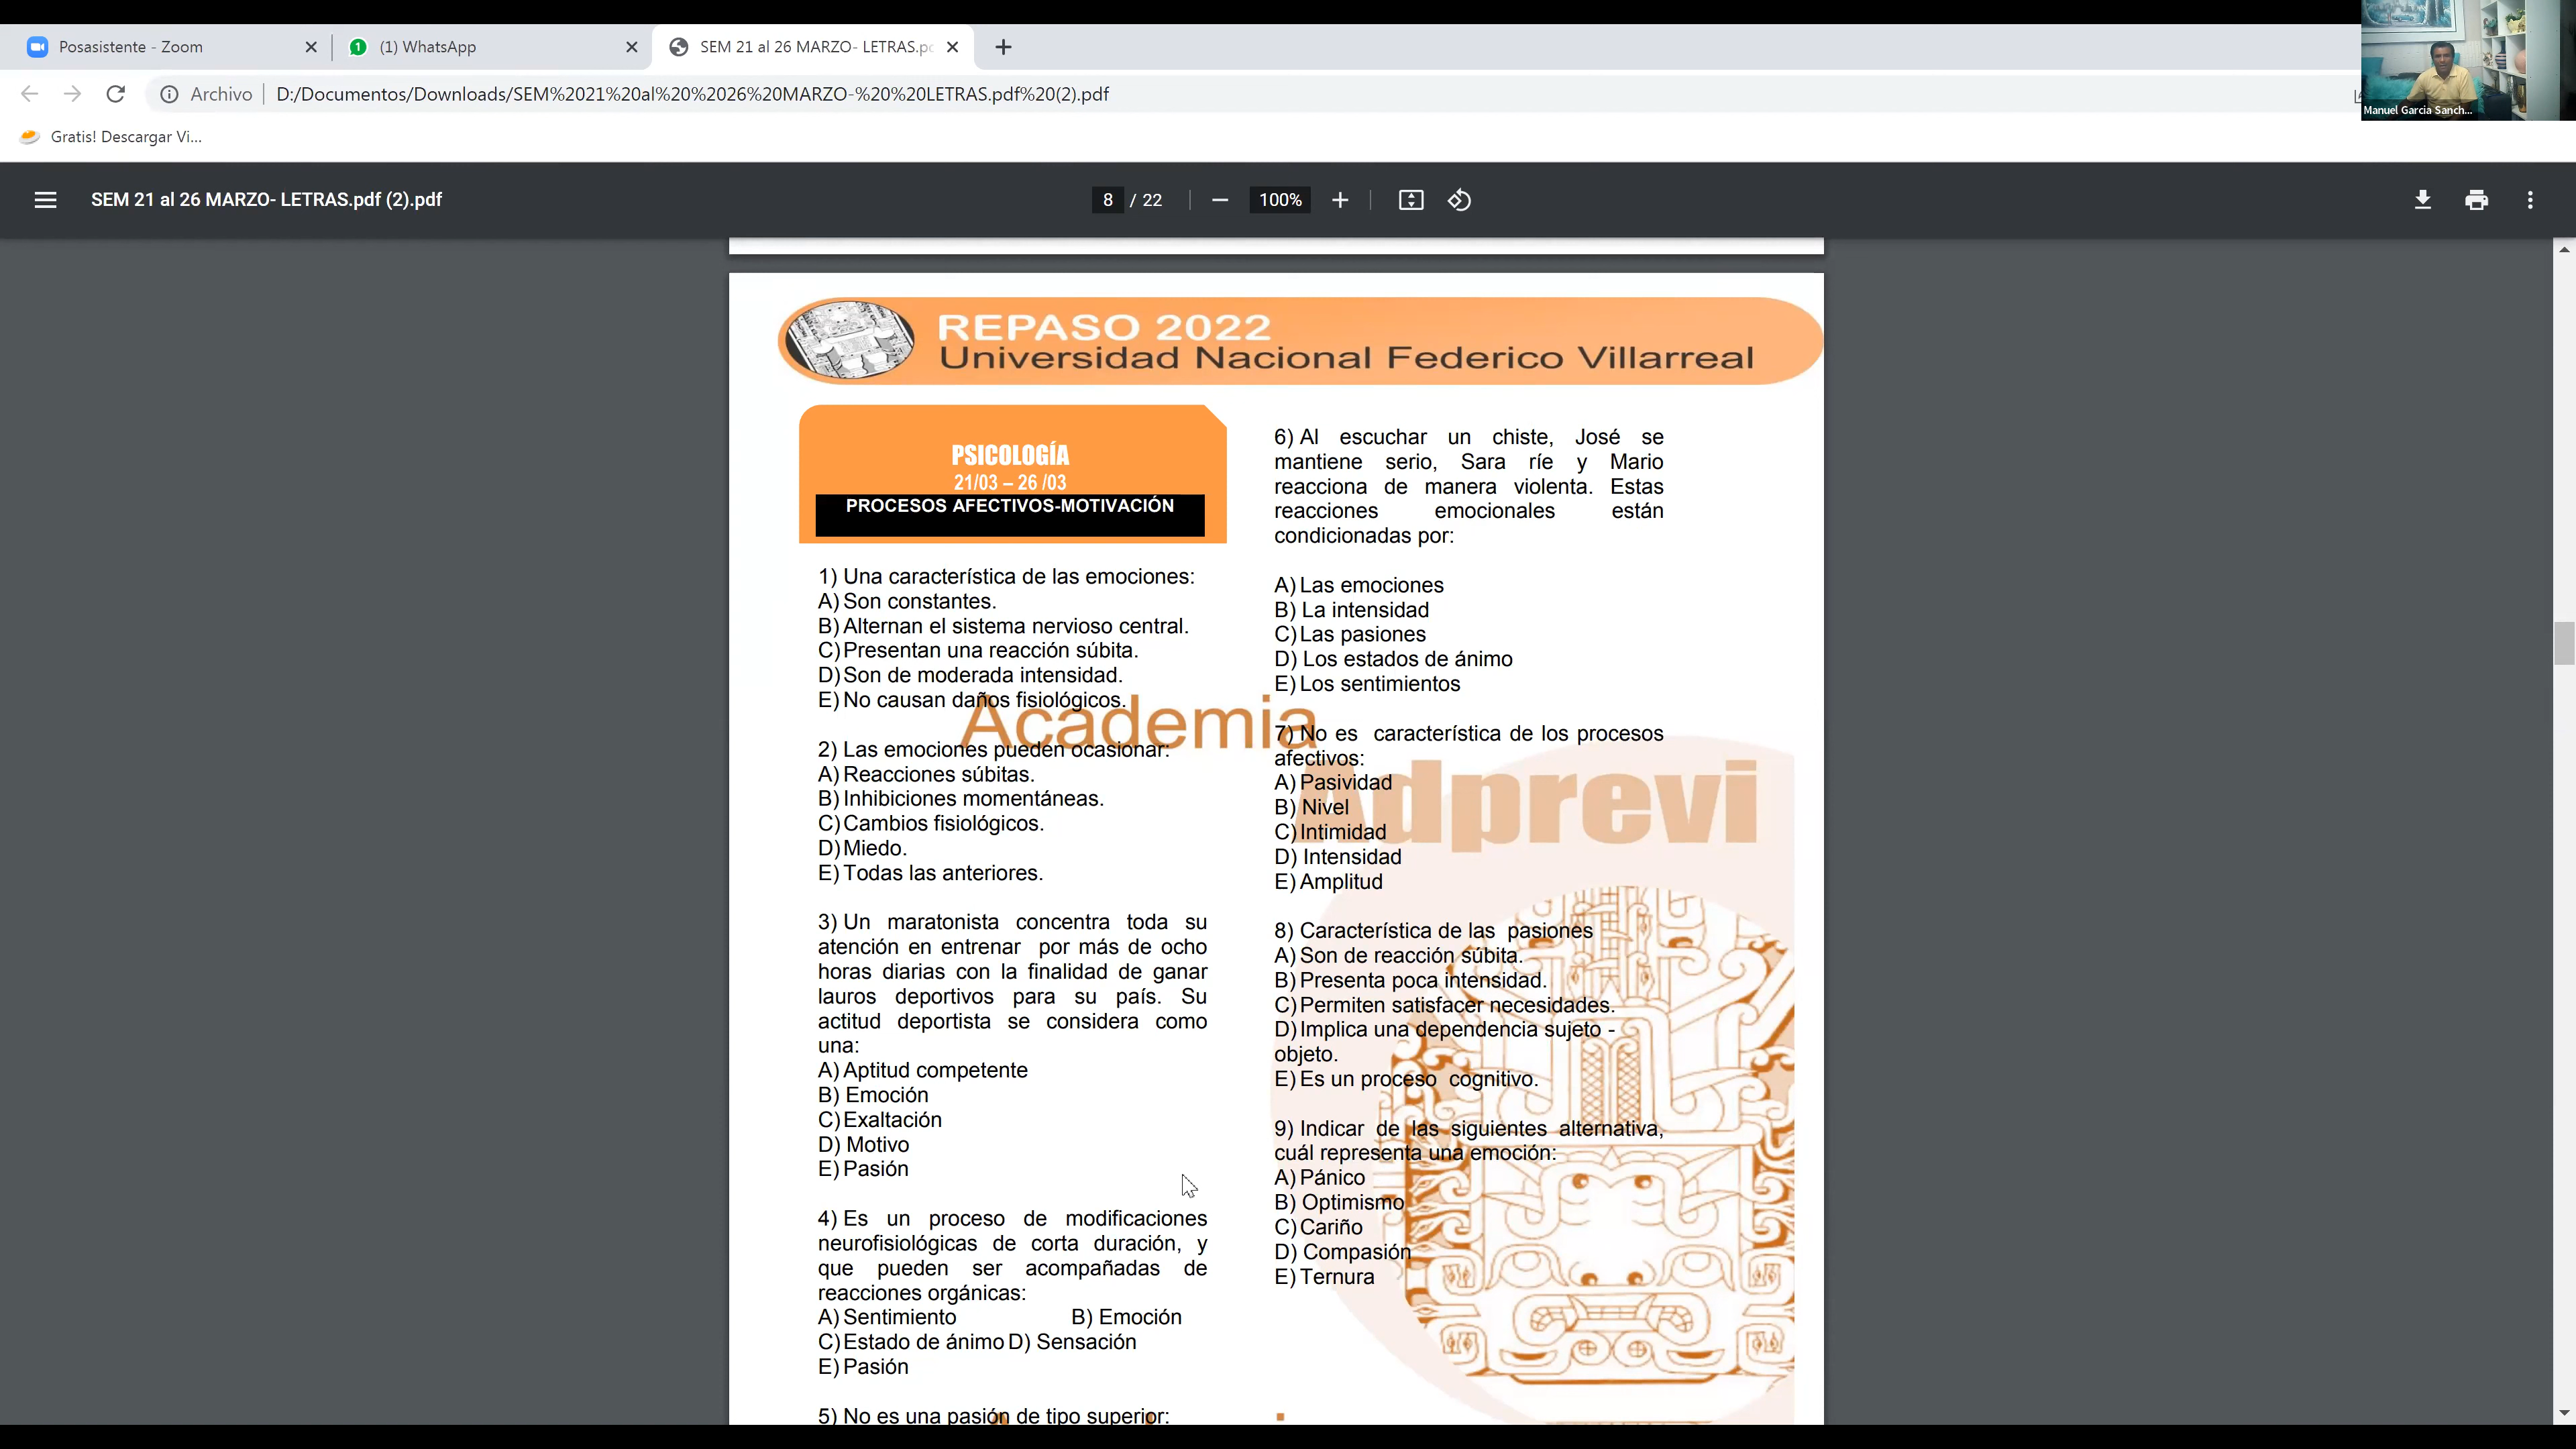 Posasistente - Zoom
(1) WhatsApp
SEM 21 al 26 MARZO- LETRAS.pd
Archivo
D:/Documentos/Downloads/SEM%2021%20al%20%2026%20MARZO-%20%20LETRAS.pdf%20(2).pdf
Manuel Garcia Sanch...
Gratis! Descargar Vi...
SEM 21 al 26 MARZO- LETRAS.pdf (2).pdf
8 / 22
100%
REPASO 2022
Universidad Nacional Federico Villarreal
PSICOLOGÍA
21/03 – 26 /03
PROCESOS AFECTIVOS-MOTIVACIÓN
1) Una característica de las emociones:
A) Son constantes.
B) Alternan el sistema nervioso central.
C) Presentan una reacción súbita.
D) Son de moderada intensidad.
E) No causan daños fisiológicos.
2) Las emociones pueden ocasionar:
A) Reacciones súbitas.
B) Inhibiciones momentáneas.
C) Cambios fisiológicos.
D) Miedo.
E) Todas las anteriores.
3) Un maratonista concentra toda su
atención en entrenar por más de ocho
horas diarias con la finalidad de ganar
lauros deportivos para su país. Su
actitud deportista se considera como
una:
A) Aptitud competente
B) Emoción
C) Exaltación
D) Motivo
E) Pasión
4) Es un proceso de modificaciones
neurofisiológicas de corta duración, y
que pueden ser acompañadas de
reacciones orgánicas:
A) Sentimiento B) Emoción
C) Estado de ánimo D) Sensación
E) Pasión
5) No es una pasión de tipo superior:
6) Al escuchar un chiste, José se
mantiene serio, Sara ríe y Mario
reacciona de manera violenta. Estas
reacciones emocionales están
condicionadas por:
A) Las emociones
B) La intensidad
C) Las pasiones
D) Los estados de ánimo
E) Los sentimientos
7) No es característica de los procesos
afectivos:
A) Pasividad
B) Nivel
C) Intimidad
D) Intensidad
E) Amplitud
8) Característica de las pasiones
A) Son de reacción súbita.
B) Presenta poca intensidad.
C) Permiten satisfacer necesidades.
D) Implica una dependencia sujeto -
objeto.
E) Es un proceso cognitivo.
9) Indicar de las siguientes alternativa,
cuál representa una emoción:
A) Pánico
B) Optimismo
C) Cariño
D) Compasión
E) Ternura
Academia
Adprevi